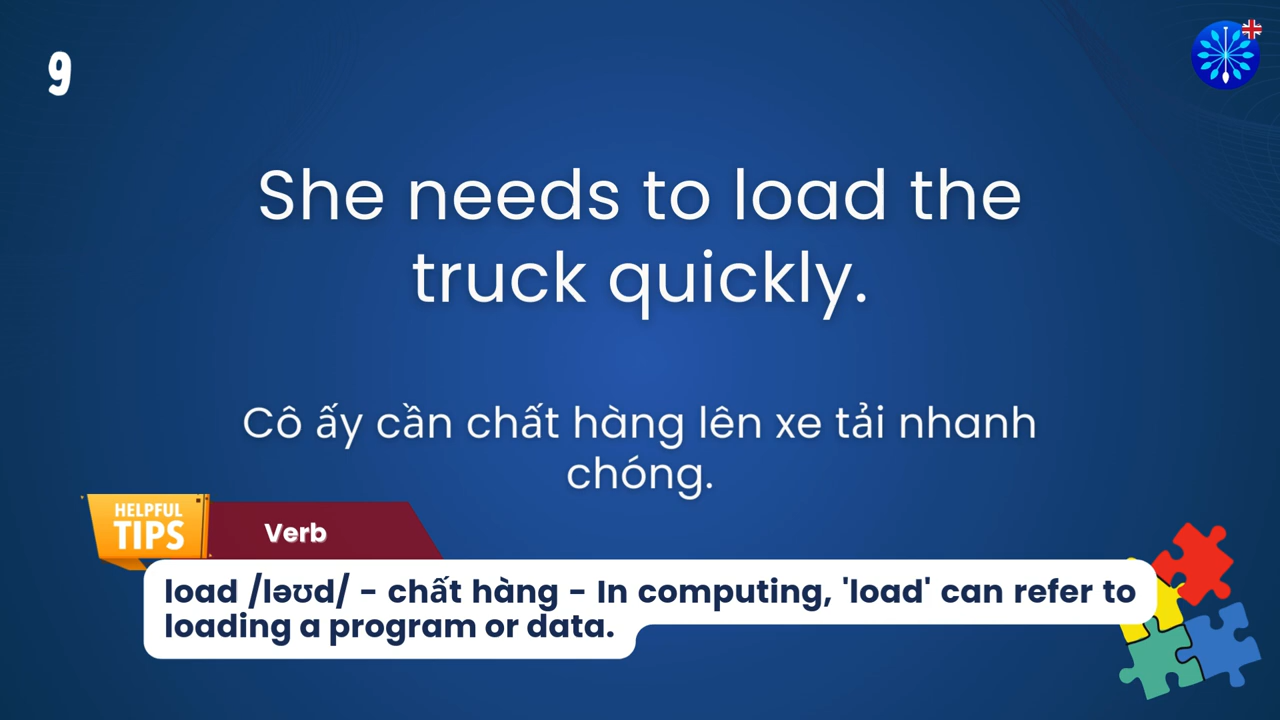 9
She needs to load the
truck quickly.
Cô ấy cần chất hàng lên xe tải nhanh
chóng.
HELPFUL
TIPS
Verb
load /ləʊd/ - chất hàng - In computing, 'load' can refer to
loading a program or data.